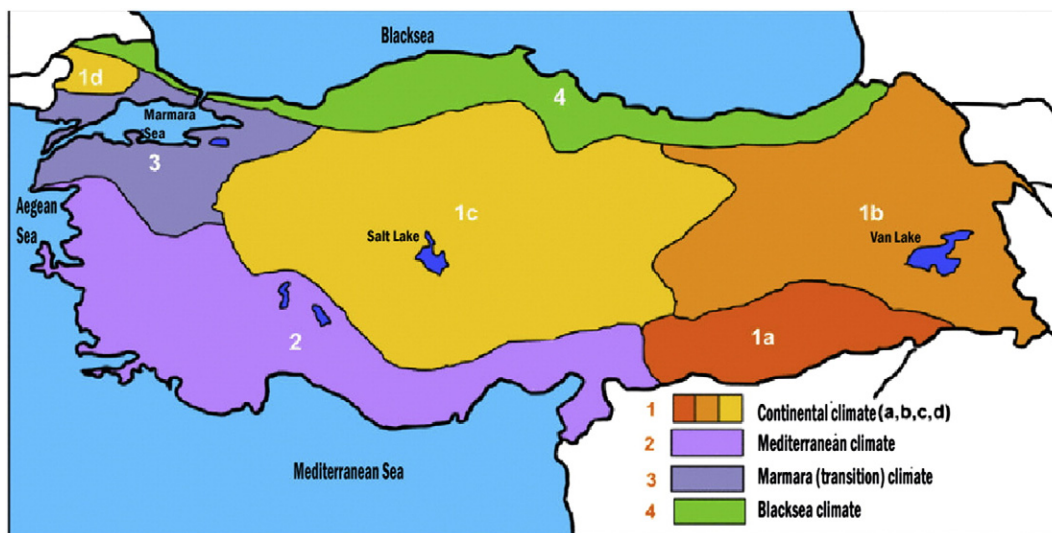 Blacksea
1d
4
Marmara
Sea
3
Aegean
Sea
1c
1b
Salt Lake
Van Lake
2
1a
Mediterranean Sea
1 Continental climate (a,b,c,d)
2 Mediterranean climate
3 Marmara (transition) climate
4 Blacksea climate